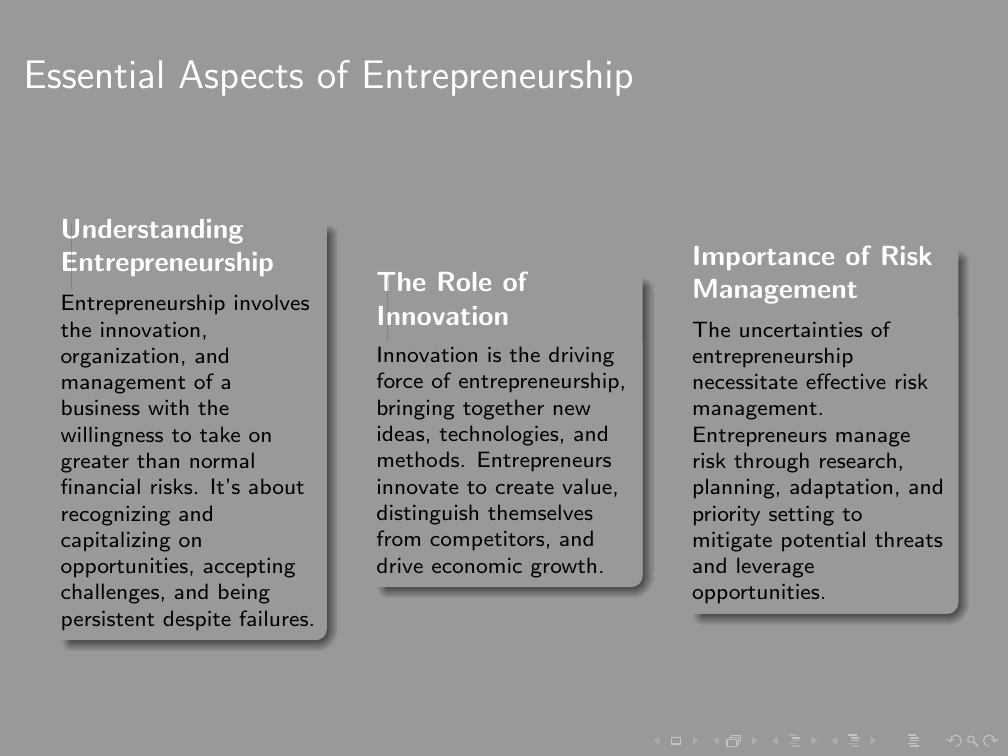 Essential Aspects of Entrepreneurship
Understanding
Entrepreneurship
Entrepreneurship involves
the innovation,
organization, and
management of a
business with the
willingness to take on
greater than normal
financial risks. It's about
recognizing and
capitalizing on
opportunities, accepting
challenges, and being
persistent despite failures.
The Role of
Innovation
Innovation is the driving
force of entrepreneurship,
bringing together new
ideas, technologies, and
methods. Entrepreneurs
innovate to create value,
distinguish themselves
from competitors, and
drive economic growth.
Importance of Risk
Management
The uncertainties of
entrepreneurship
necessitate effective risk
management.
Entrepreneurs manage
risk through research,
planning, adaptation, and
priority setting to
mitigate potential threats
and leverage
opportunities.